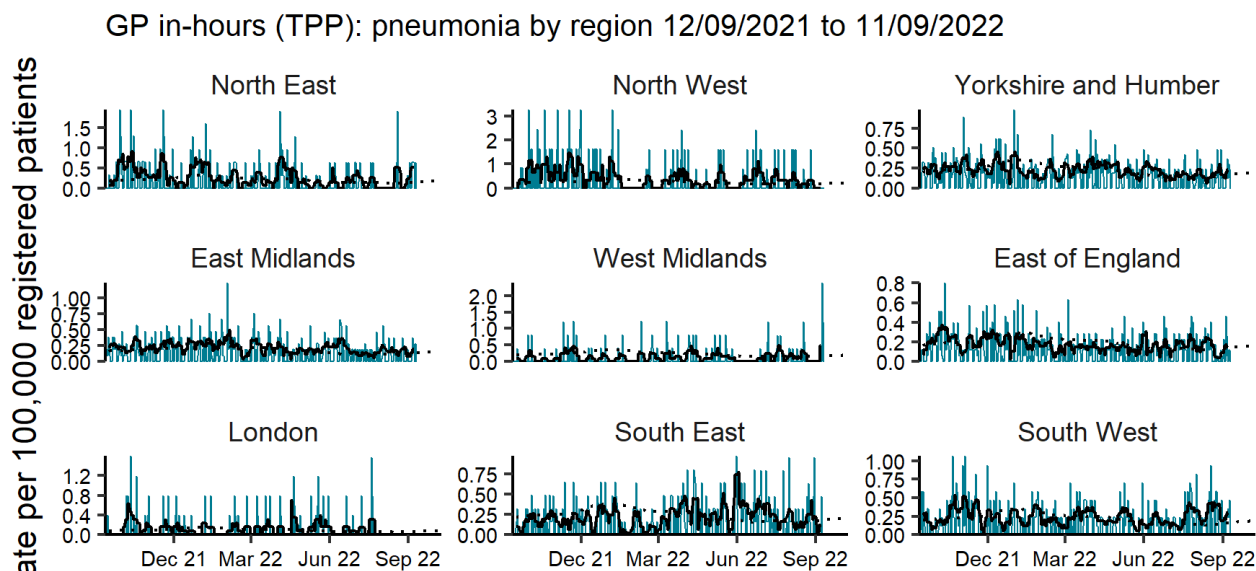 GP in-hours (TPP): pneumonia by region 12/09/2021 to 11/09/2022
ate per 100,000 registered patients
North East
North West
Yorkshire and Humber
1.5
1.0
0.5
0.0
3
2
1
0
0.75
0.50
0.25
0.00
East Midlands
West Midlands
East of England
1.00
0.75
0.50
0.25
0.00
2.0
1.5
1.0
0.5
0.0
0.8
0.6
0.4
0.2
0.0
London
South East
South West
1.2
0.8
0.4
0.0
0.75
0.50
0.25
0.00
1.00
0.75
0.50
0.25
0.00
Dec 21 Mar 22 Jun 22 Sep 22
Dec 21 Mar 22 Jun 22 Sep 22
Dec 21 Mar 22 Jun 22 Sep 22